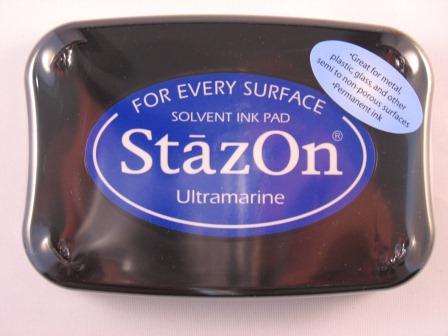 FOR EVERY SURFACE
SOLVENT INK PAD
StāzOn®
Ultramarine
•Great for metal,
plastic, glass, and other
semi to non-porous surfaces
•Permanent ink